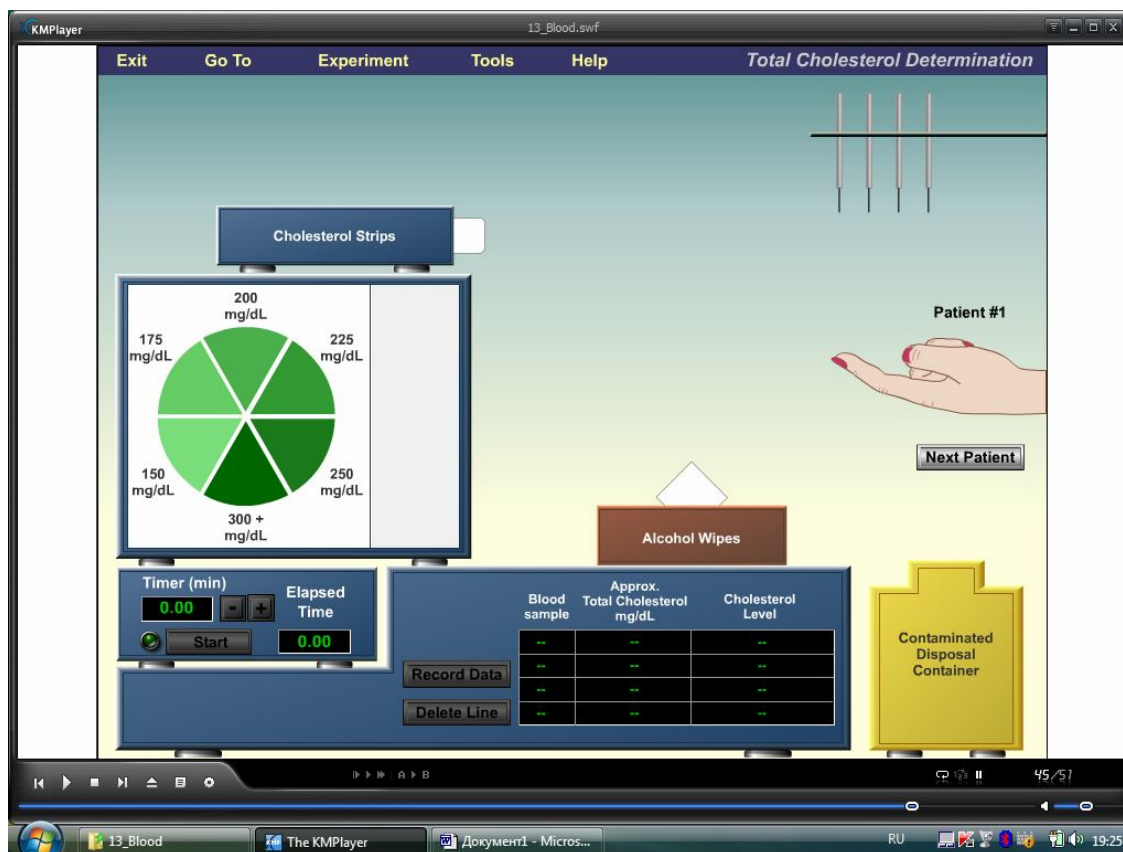 KMPlayer
13_Blood.swf
Exit Go To Experiment Tools Help Total Cholesterol Determination
Cholesterol Strips
200
mg/dL
175
mg/dL
225
mg/dL
150
mg/dL
250
mg/dL
300 +
mg/dL
Patient #1
Next Patient
Alcohol Wipes
Timer (min)
0.00 - +
Start
Elapsed
Time
0.00
Blood
sample
Approx.
Total Cholesterol
mg/dL
Cholesterol
Level
-- -- --
-- -- --
-- -- --
-- -- --
Record Data
Delete Line
Contaminated
Disposal
Container
A B
45/51
13_Blood The KMPlayer Документ1 - Micros... RU 19:25